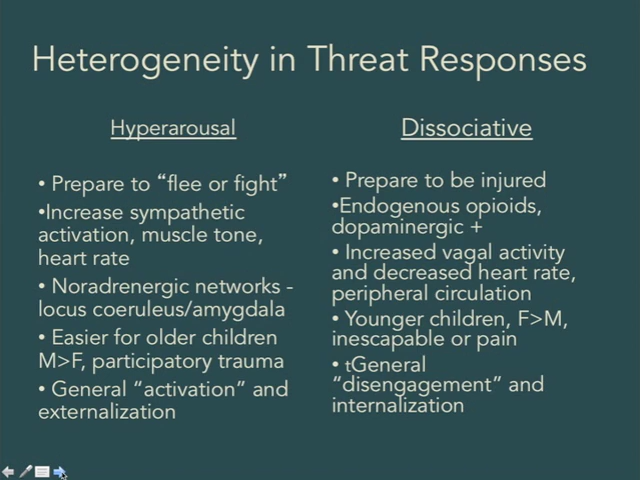 Heterogeneity in Threat Responses
Hyperarousal
• Prepare to “flee or fight”
•Increase sympathetic
activation, muscle tone,
heart rate
• Noradrenergic networks -
locus coeruleus/amygdala
• Easier for older children
M>F, participatory trauma
• General “activation” and
externalization
Dissociative
• Prepare to be injured
•Endogenous opioids,
dopaminergic +
• Increased vagal activity
and decreased heart rate,
peripheral circulation
• Younger children, F>M,
inescapable or pain
• tGeneral
“disengagement” and
internalization